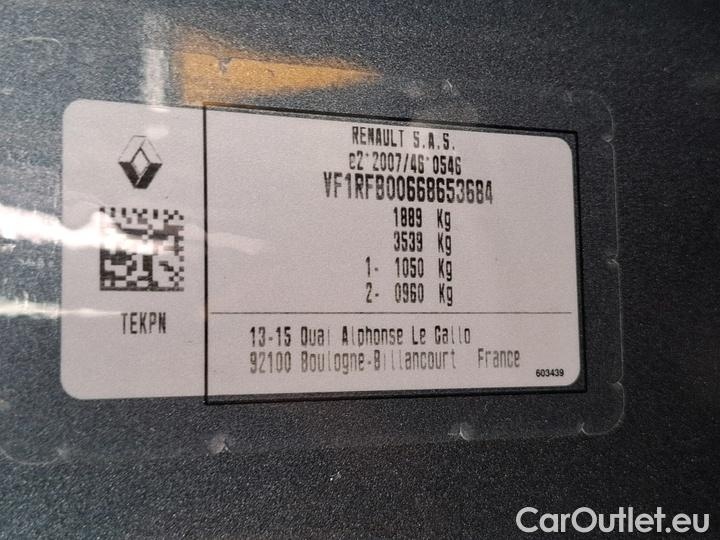 RENAULT S.A.S.
e2*2007/46*0546
VF1RFB00668653684
1889 Kg
3539 Kg
1- 1050 Kg
2- 0960 Kg
TEKPN
13-15 Quai Alphonse Le Gallo
92100 Boulogne-Billancourt France
603439
CarOutlet.eu